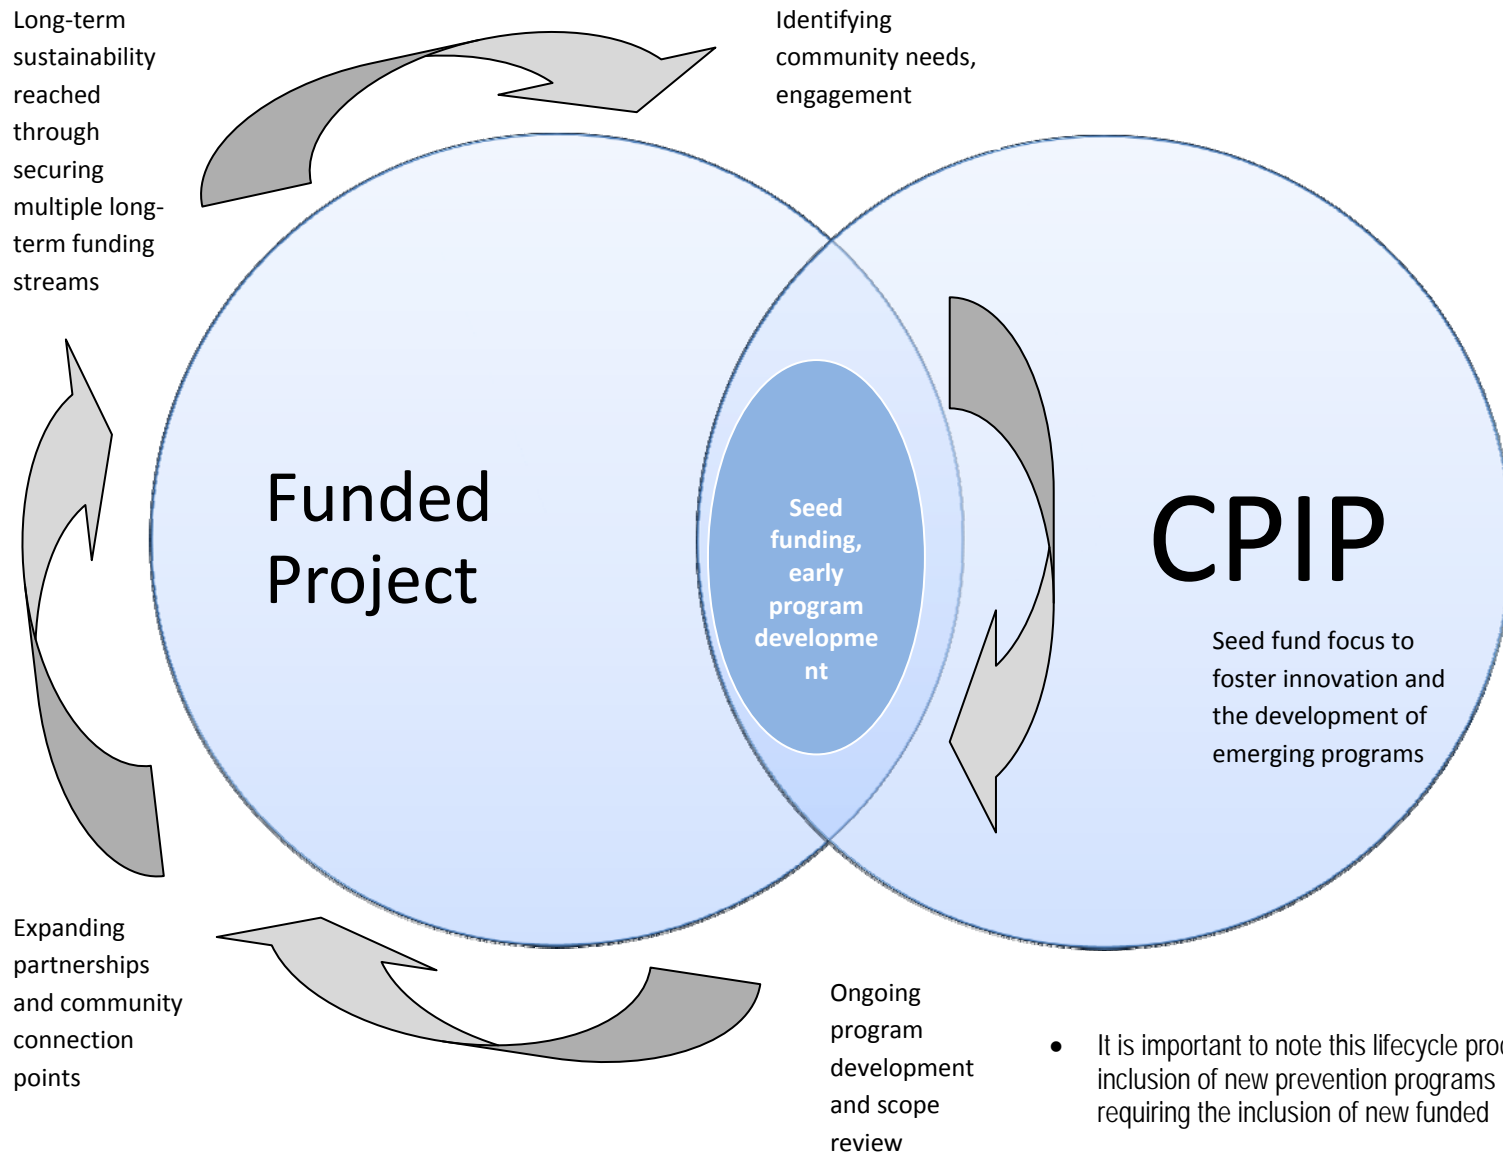 Long-term
sustainability
reached
through
securing
multiple long-
term funding
streams
Identifying
community needs,
engagement
Funded
Project
Seed
funding,
early
program
developme
nt
CPIP
Seed fund focus to
foster innovation and
the development of
emerging programs
Expanding
partnerships
and community
connection
points
Ongoing
program
development
and scope
review
• It is important to note this lifecycle
inclusion of new prevention programs
requiring the inclusion of new funded